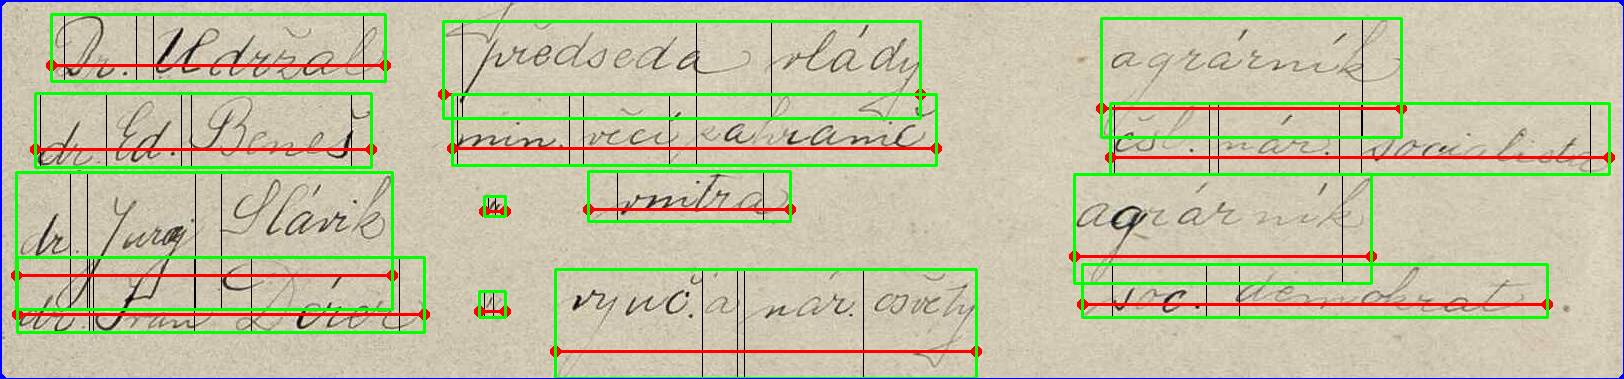 Dr. Udržal předseda vlády agrárník
dr. Ed. Beneš min. věcí zahranič čsl. nár. socialista
dr. Juraj Slávik " vnitra agrárník
dr. Ivan Dérer " vyuč. a nár. osvěty soc. demokrat.